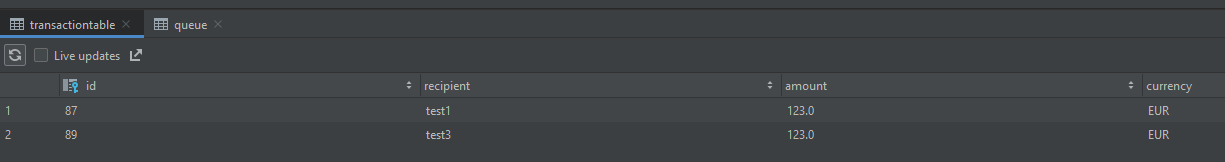 transactiontable queue
Live updates
id recipient amount currency
1 87 test1 123.0 EUR
2 89 test3 123.0 EUR